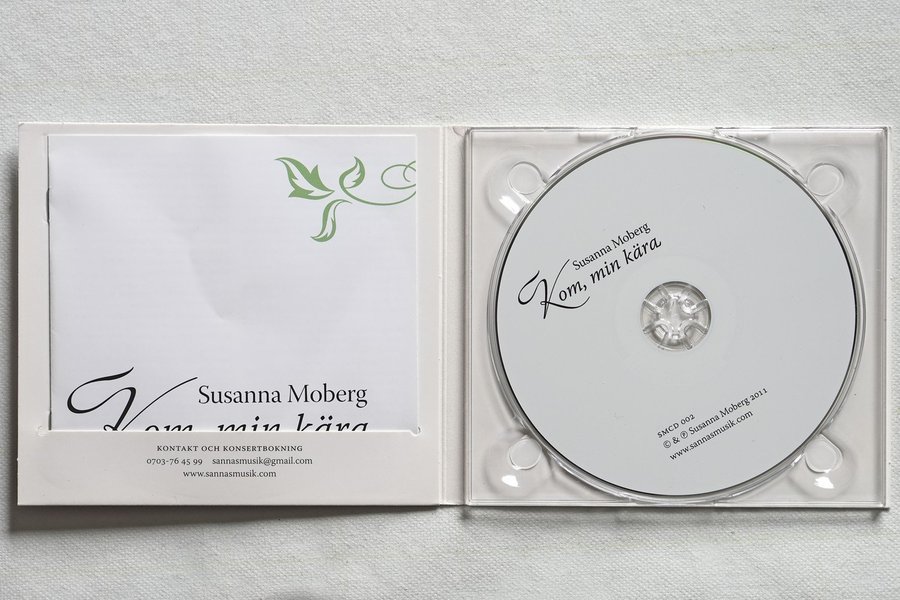 Susanna Moberg
Kom, min kära
KONTAKT OCH KONSERTBOKNING
0703-76 45 99 sannasmusik@gmail.com
www.sannasmusik.com
Susanna Moberg
Kom, min kära
SMCD 002
© & ℗ Susanna Moberg 2011
www.sannasmusik.com